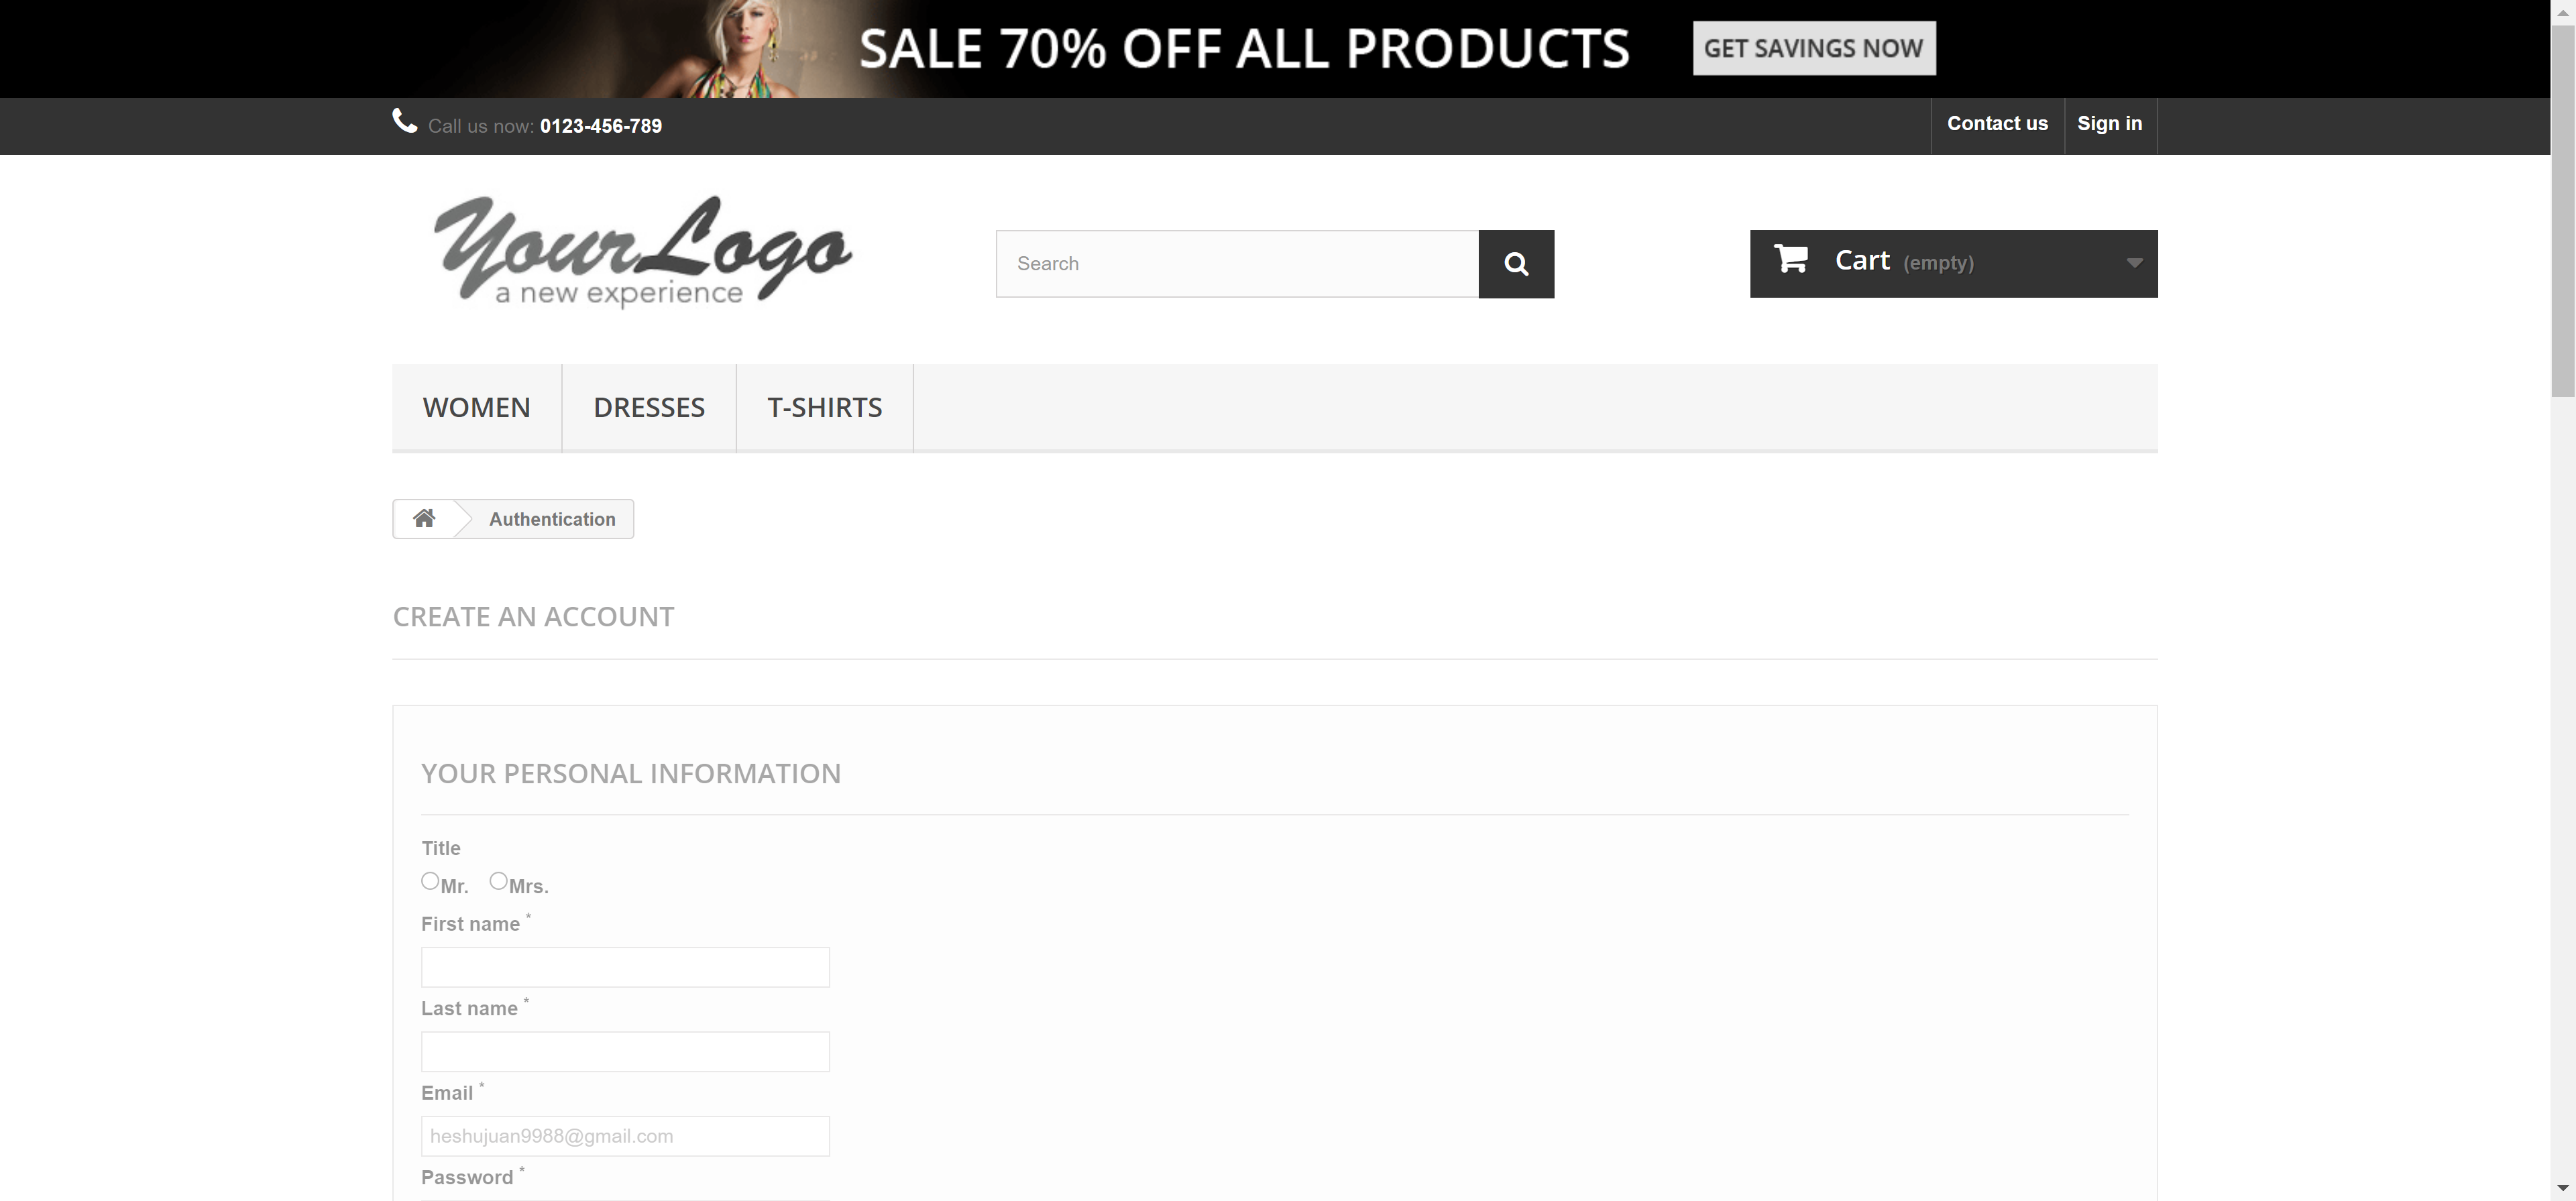 SALE 70% OFF ALL PRODUCTS GET SAVINGS NOW
Call us now: 0123-456-789 Contact us Sign in
YourLogo
a new experience
Search
Cart (empty)
WOMEN DRESSES T-SHIRTS
Authentication
CREATE AN ACCOUNT
YOUR PERSONAL INFORMATION
Title
Mr. Mrs.
First name *
Last name *
Email *
heshujuan9988@gmail.com
Password *